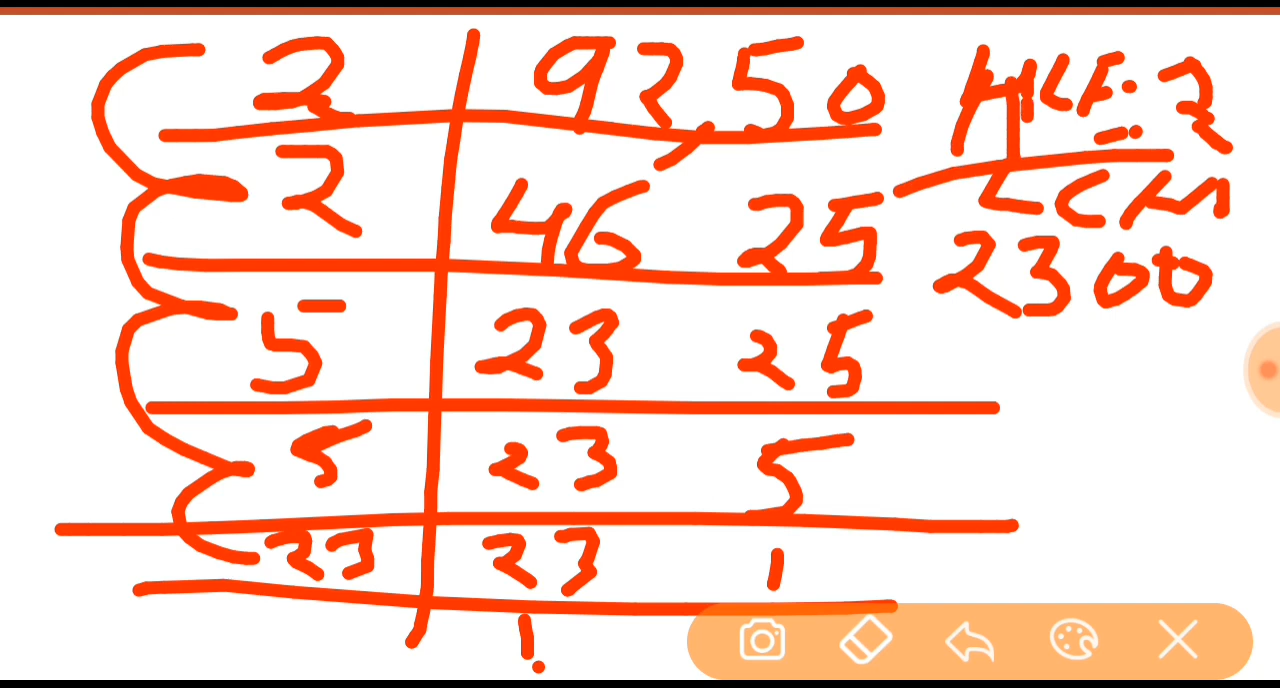 2 | 92, 50 HCF: 2
2 | 46 25 LCM
5 | 23 25 2300
5 | 23 5
23 | 23 1
1